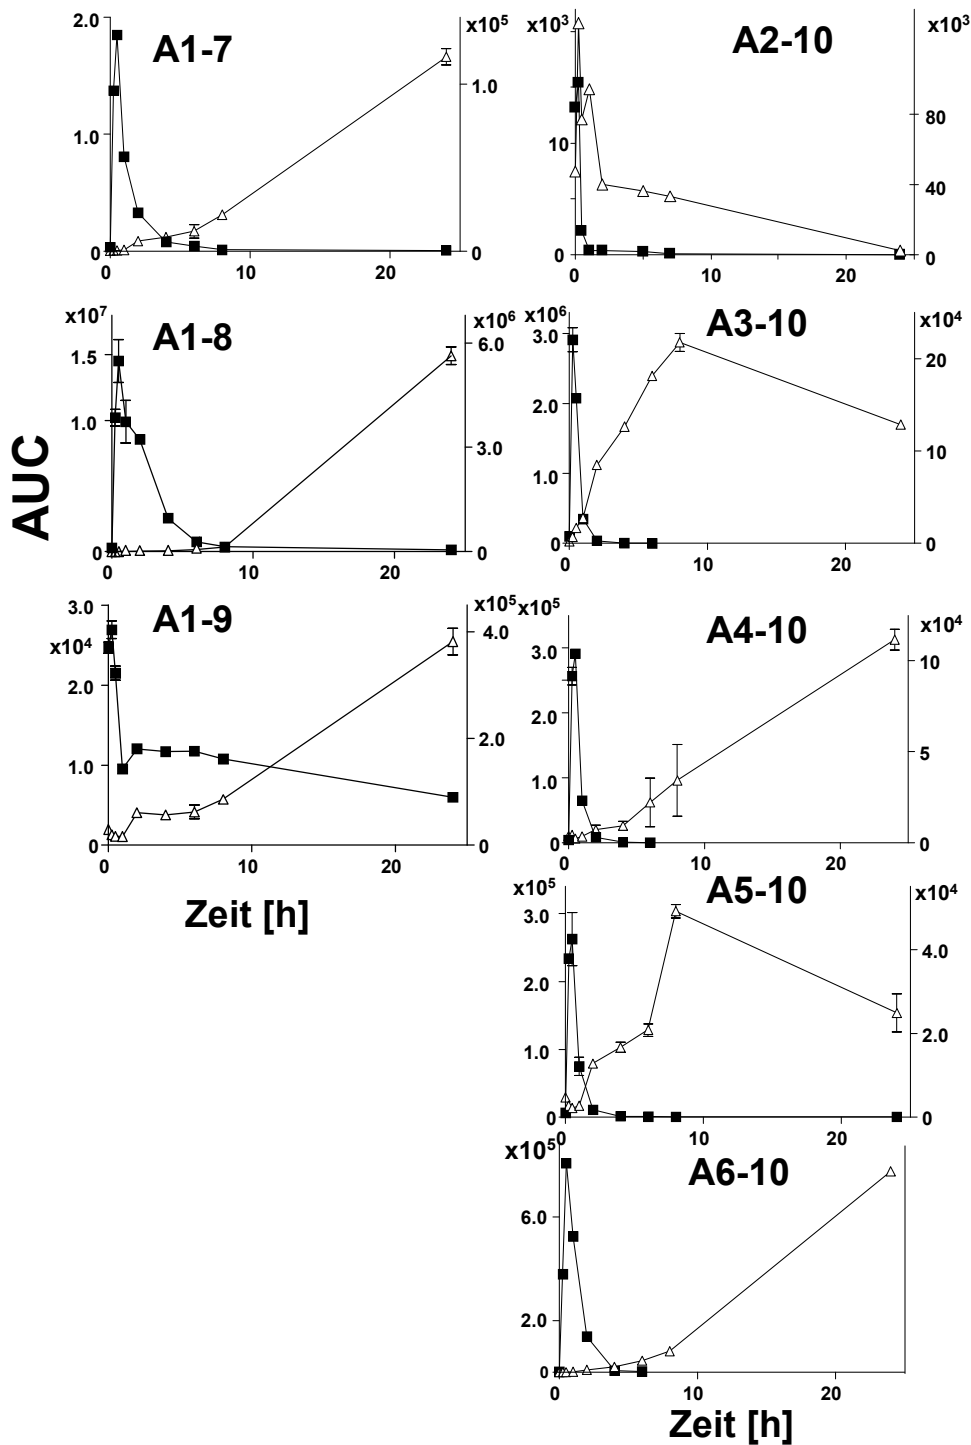 A1-7
2.0
1.0
0
x10⁵
1.0
0
0 10 20
A2-10
x10³
10
0
x10³
80
40
0
0 10 20
A1-8
x10⁷
1.5
1.0
0
x10⁶
6.0
3.0
0
0 10 20
A3-10
x10⁶
3.0
2.0
1.0
0
x10⁴
20
10
0
0 10 20
AUC
A1-9
3.0
x10⁴
2.0
1.0
0
x10⁵
4.0
2.0
0
0 10 20
Zeit [h]
A4-10
x10⁵
3.0
2.0
1.0
0
x10⁴
10
5
0
0 10 20
A5-10
x10⁵
3.0
2.0
1.0
0
x10⁴
4.0
2.0
0
0 10 20
A6-10
x10⁵
6.0
2.0
0
0 10 20
Zeit [h]